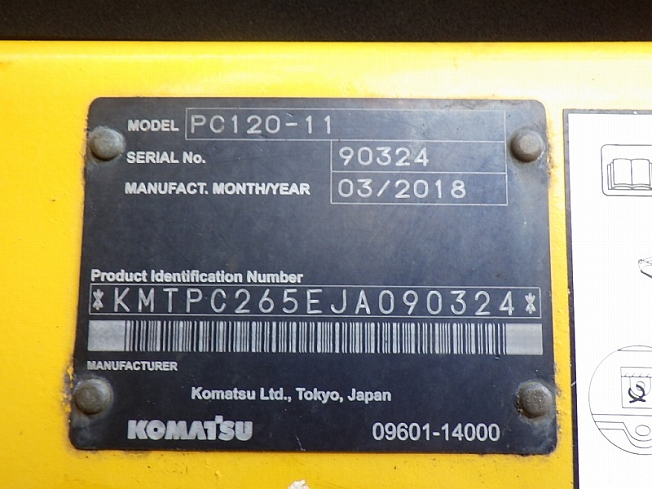 MODEL PC120-11
SERIAL No. 90324
MANUFACT. MONTH/YEAR 03/2018
Product Identification Number
*KMTPC265EJA090324*
MANUFACTURER
Komatsu Ltd., Tokyo, Japan
KOMATSU 09601-14000